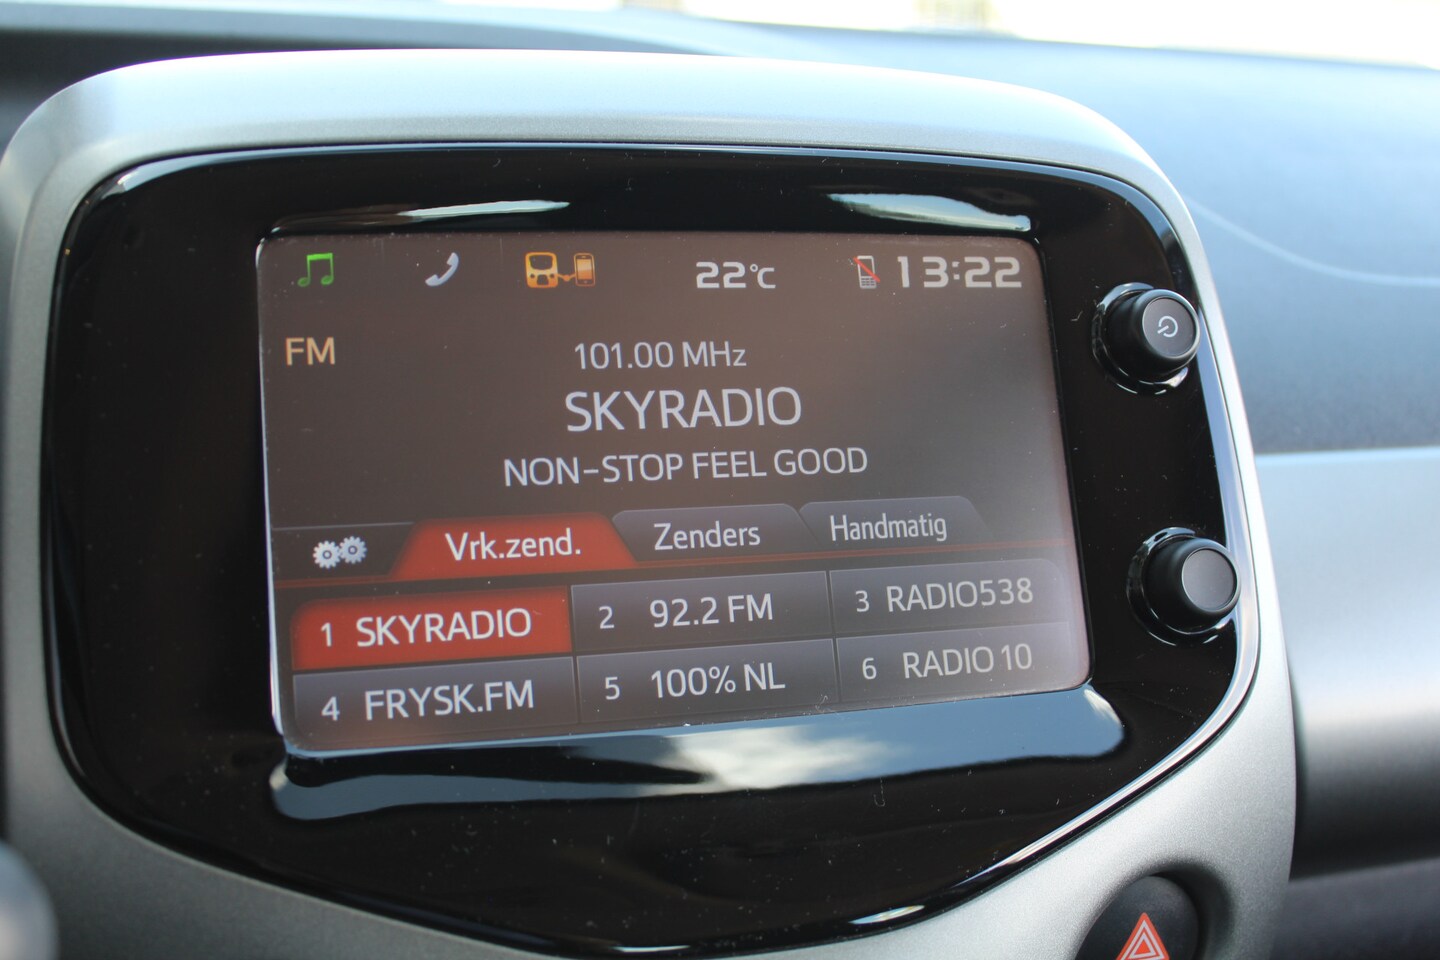 22°C 13:22
FM
101.00 MHz
SKYRADIO
NON-STOP FEEL GOOD
Vrk.zend. Zenders Handmatig
1 SKYRADIO 2 92.2 FM 3 RADIO538
4 FRYSK.FM 5 100% NL 6 RADIO 10